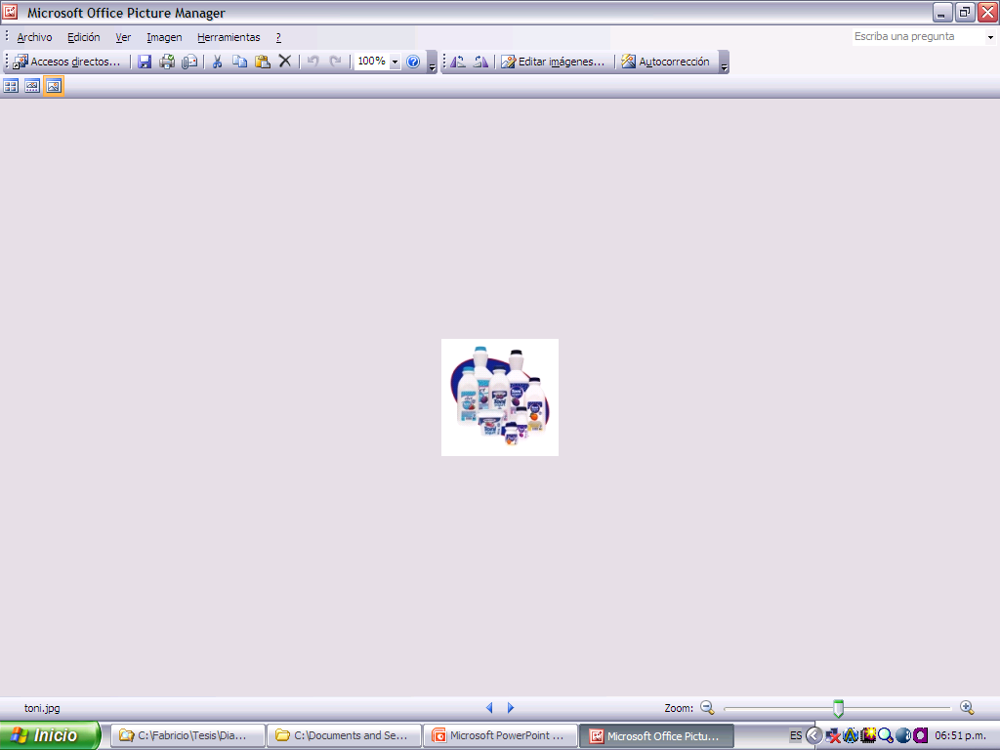 Microsoft Office Picture Manager
Archivo Edición Ver Imagen Herramientas ? Escriba una pregunta
Accesos directos... 100% Editar imágenes... Autocorrección
Toni
toni.jpg Zoom:
Inicio C:\Fabricio\Tesis\Dia... C:\Documents and Se... Microsoft PowerPoint ... Microsoft Office Pictu... ES 06:51 p.m.